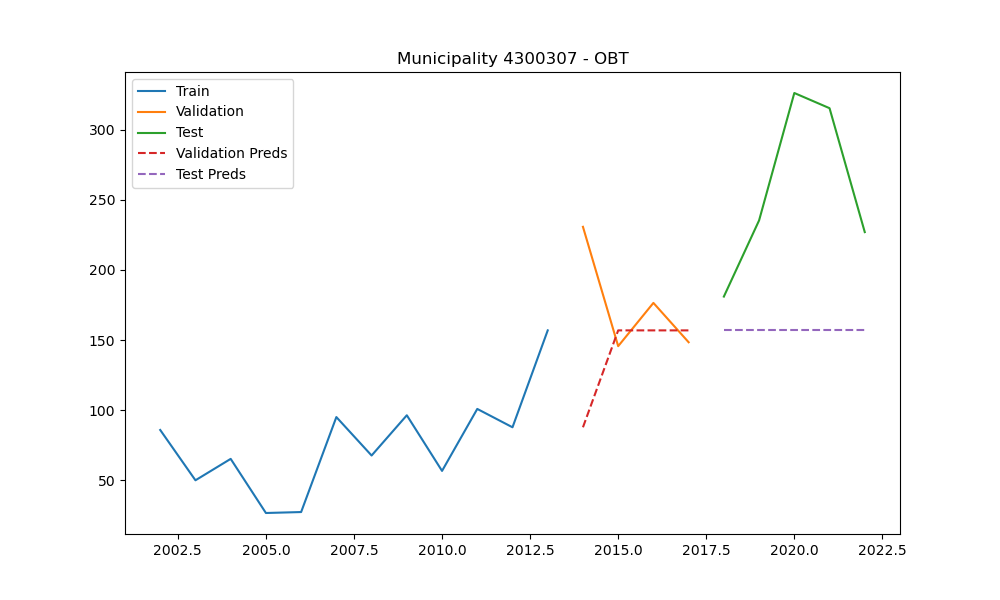 Municipality 4300307 - OBT
Train
Validation
Test
Validation Preds
Test Preds
300
250
200
150
100
50
2002.5 2005.0 2007.5 2010.0 2012.5 2015.0 2017.5 2020.0 2022.5